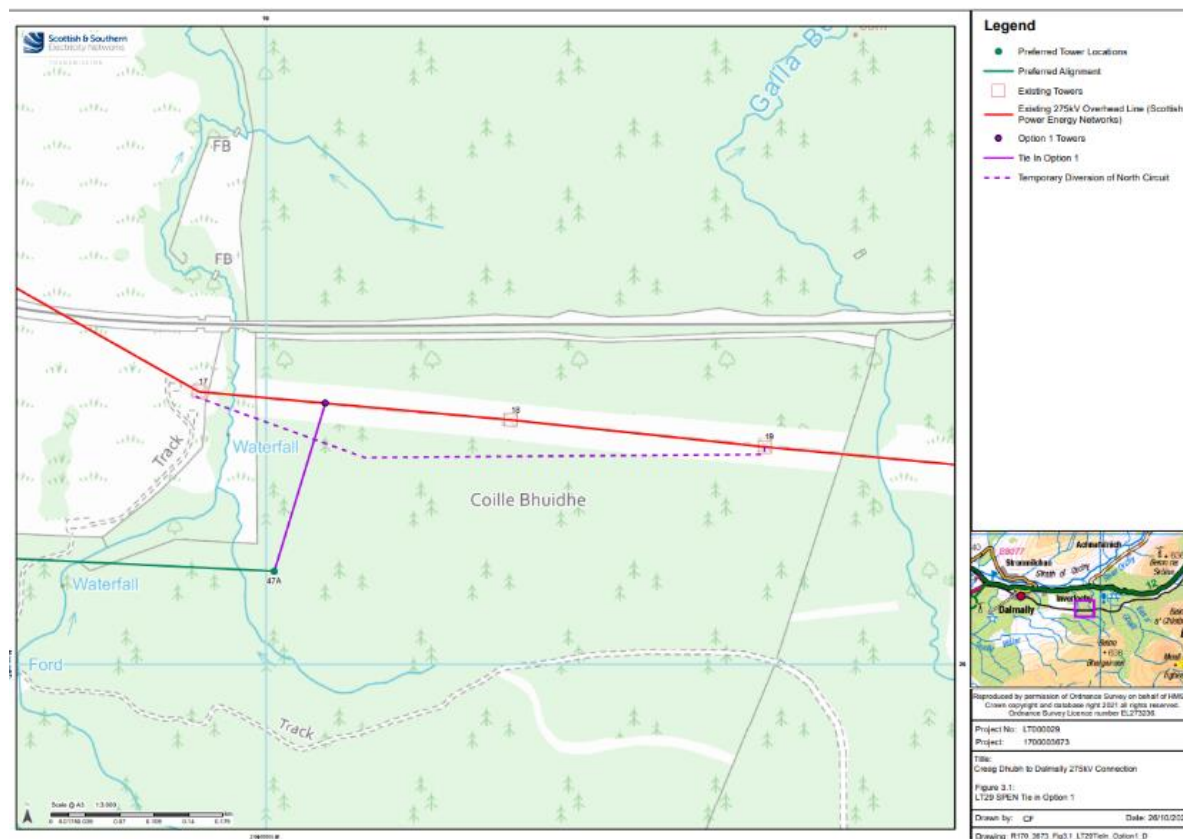 Scottish & Southern
Electricity Networks
TRANSMISSION
Legend
Preferred Tower Locations
Preferred Alignment
Existing Towers
Existing 275kV Overhead Line (Scottish
Power Energy Networks)
Option 1 Towers
Tie In Option 1
Temporary Diversion of North Circuit
FB
FB
Galla
17
18
19
Waterfall
Track
Coille Bhuidhe
47A
Waterfall
Ford
Track
Scale @ A3
B8077
Stronmilchan
Strath of Orchy
12
Dalmally
Reproduced by permission of Ordnance Survey on behalf of HMS
Crown copyright and database right 2021 all rights reserved.
Ordnance Survey Licence number EL273236.
Project No: LT000029
Project: 1700003673
Title:
Creag Dhubh to Dalmally 275kV Connection
Figure 3.1:
LT29 SPEN Tie in Option 1
Drawn by: CF
Date: 26/10/202